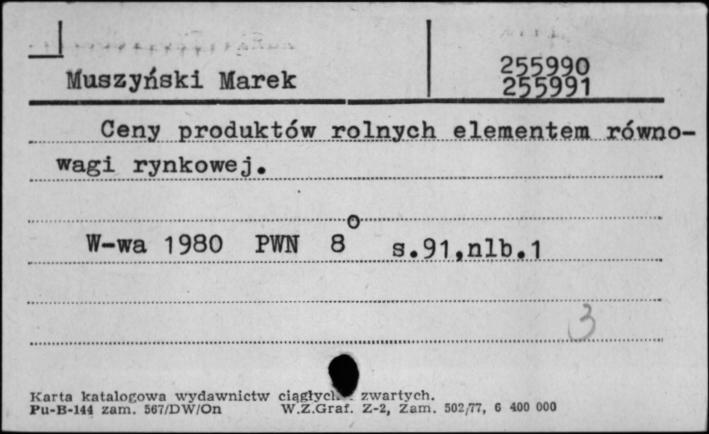 Muszyński Marek
255990
255991
Ceny produktów rolnych elementem równo-
wagi rynkowej.
W-wa 1980 PWN 8° s.91,nlb.1
3
Karta katalogowa wydawnictw zwartych.
Pu-B-144 zam. 567/DW/On W.Z.Graf. Z-2, Zam. 502/77, 6 400 000